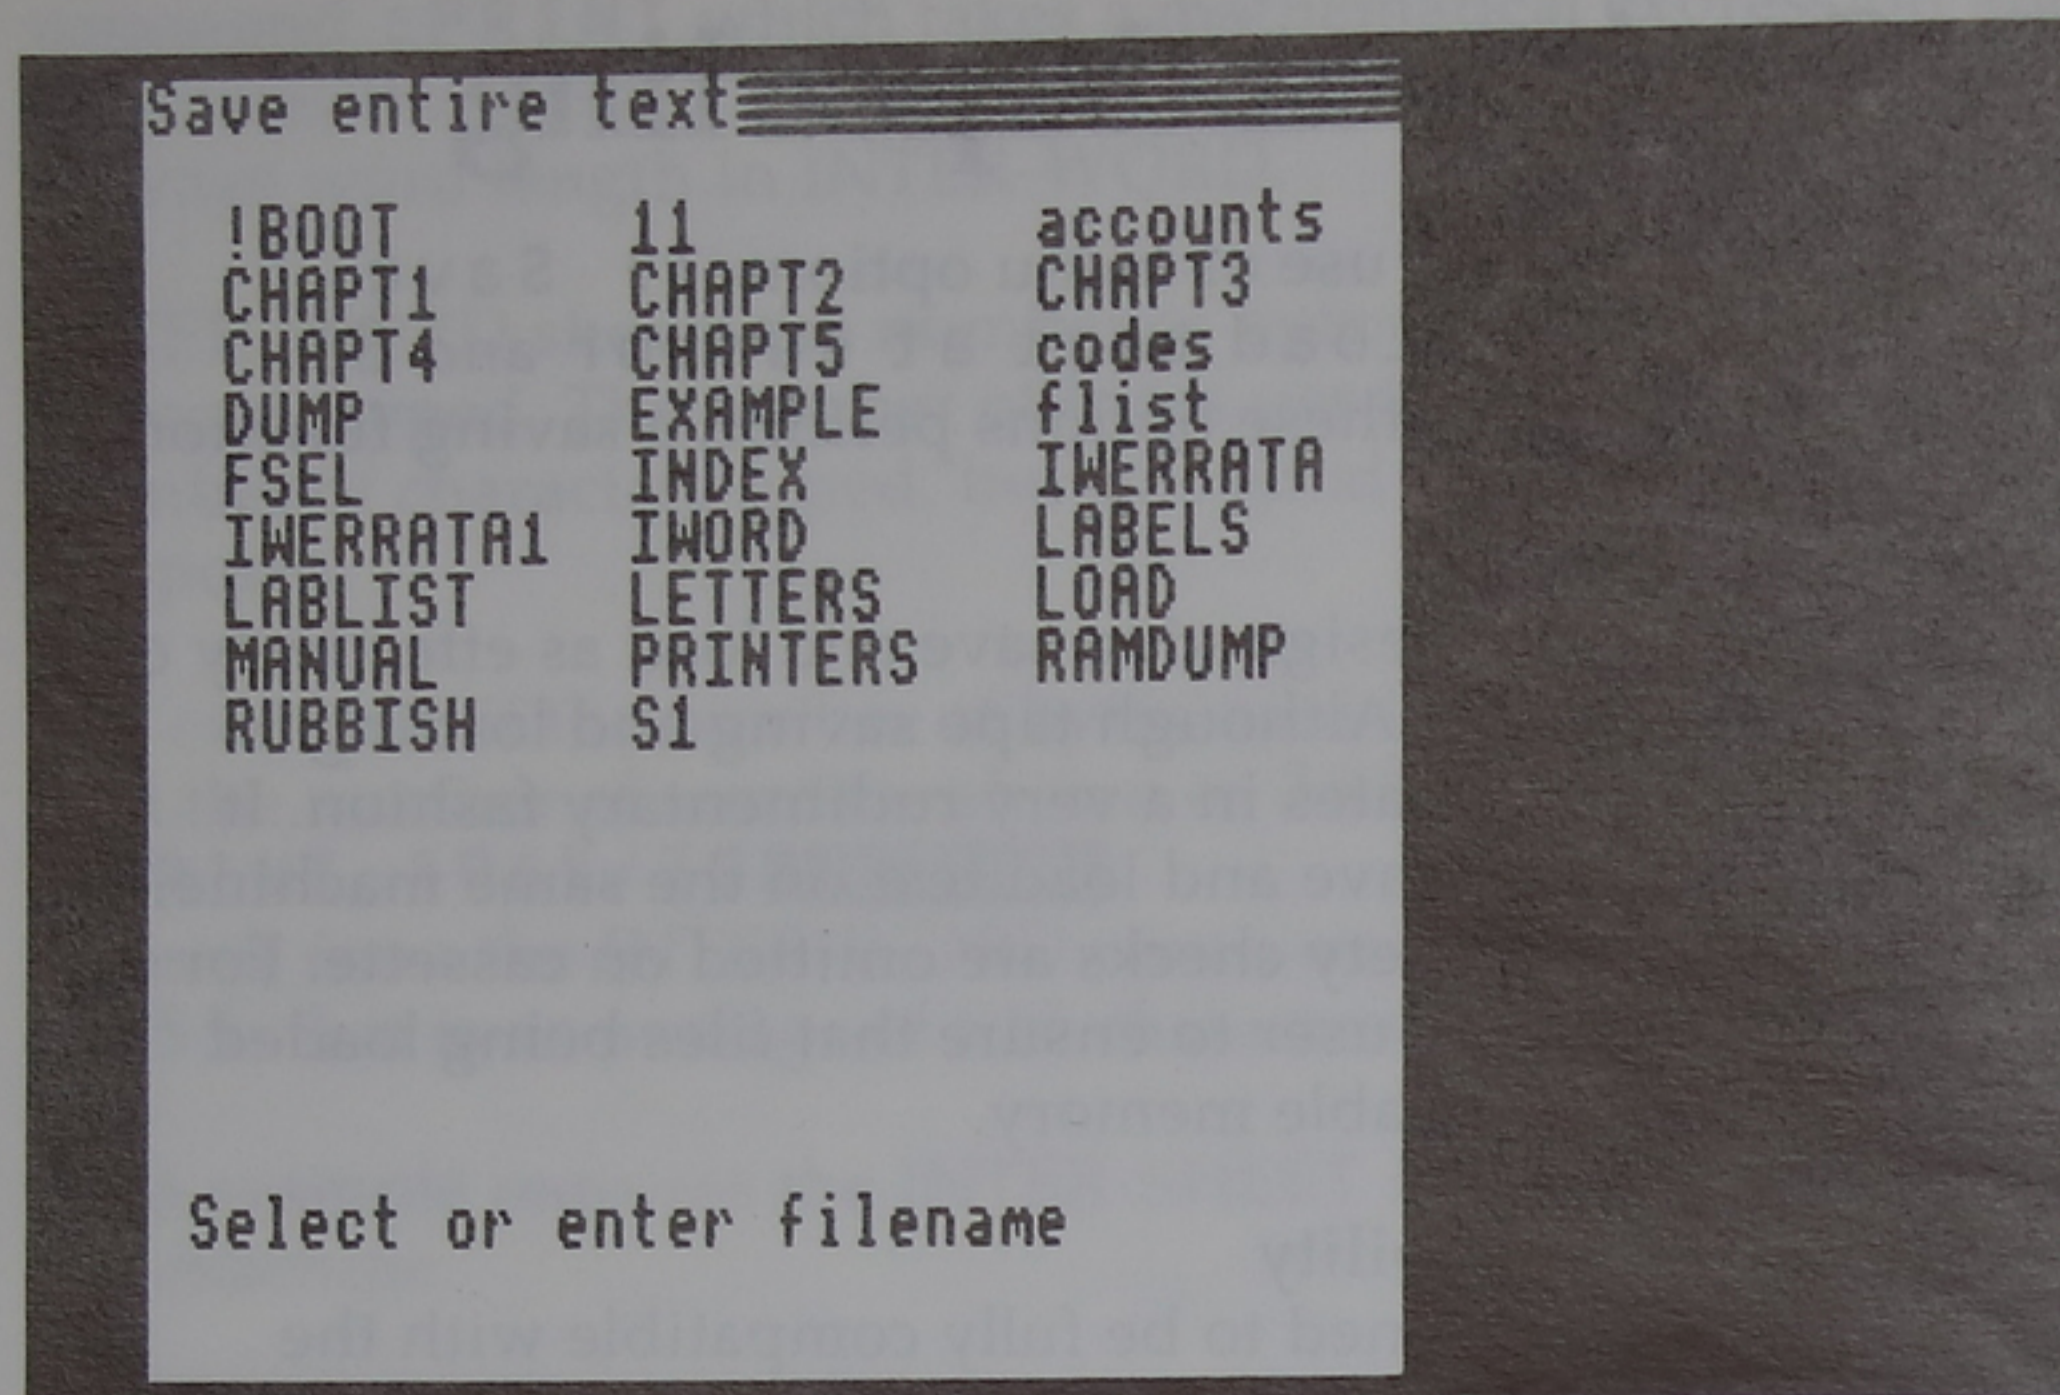 Save entire text
!BOOT 11 accounts
CHAPT1 CHAPT2 CHAPT3
CHAPT4 CHAPT5 codes
DUMP EXAMPLE flist
FSEL INDEX IWERRATA
IWERRATA1 IWORD LABELS
LABLIST LETTERS LOAD
MANUAL PRINTERS RAMDUMP
RUBBISH S1
Select or enter filename